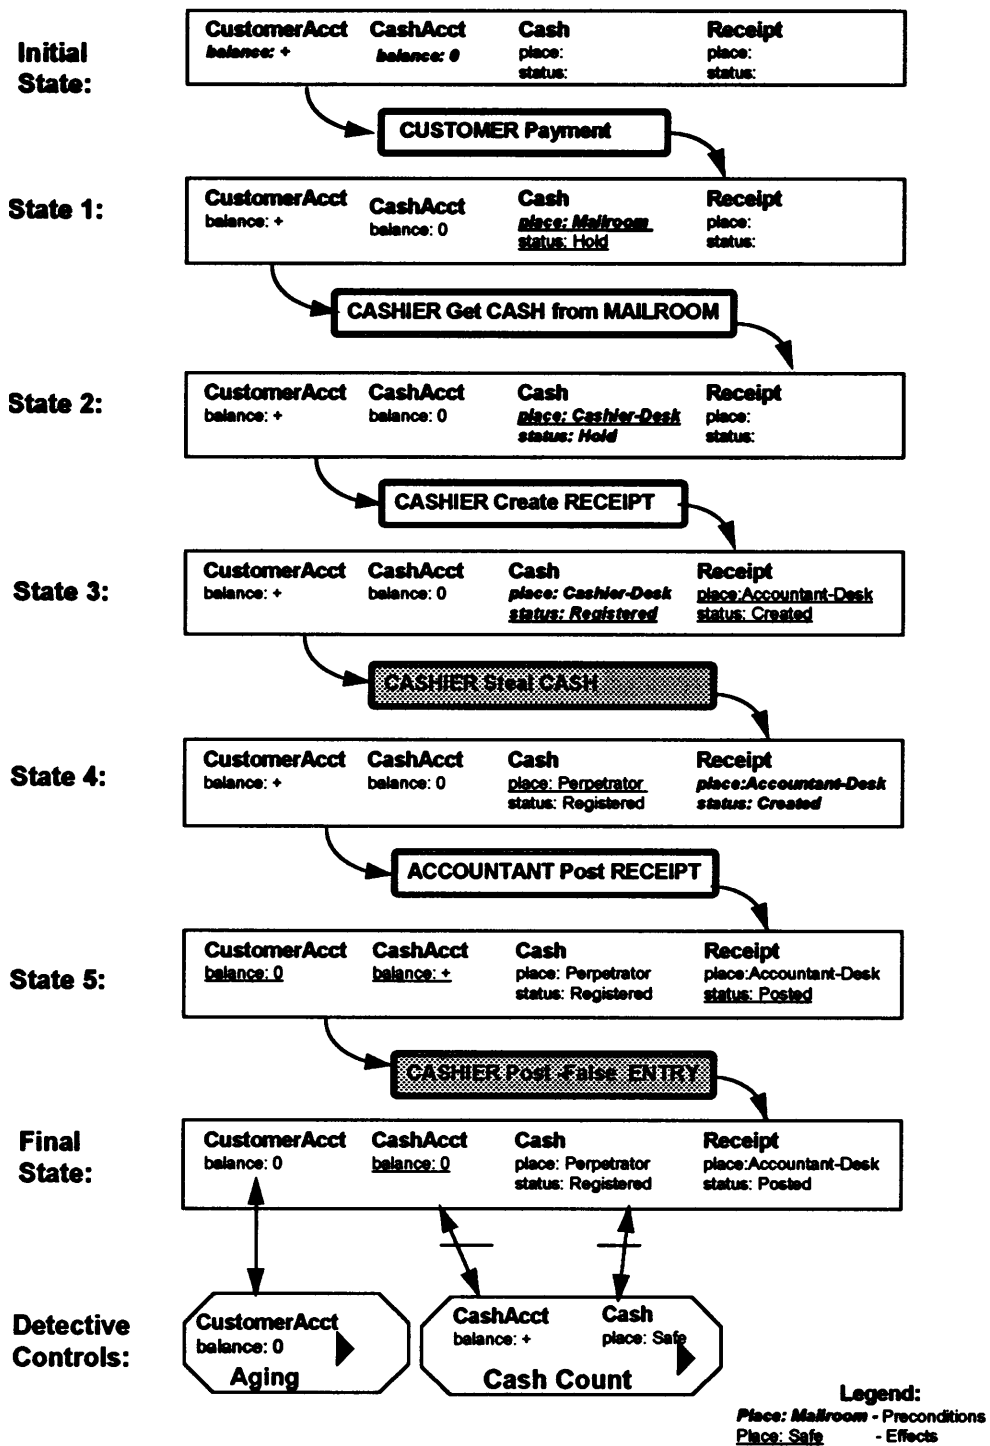 Initial State:
CustomerAcct CashAcct Cash Receipt
balance: + balance: 0 place: place:
status: status:
CUSTOMER Payment
State 1:
CustomerAcct CashAcct Cash Receipt
balance: + balance: 0 place: Mailroom place:
status: Hold status:
CASHIER Get CASH from MAILROOM
State 2:
CustomerAcct CashAcct Cash Receipt
balance: + balance: 0 place: Cashier-Desk place:
status: Hold status:
CASHIER Create RECEIPT
State 3:
CustomerAcct CashAcct Cash Receipt
balance: + balance: 0 place: Cashier-Desk place:Accountant-Desk
status: Registered status: Created
CASHIER Steal CASH
State 4:
CustomerAcct CashAcct Cash Receipt
balance: + balance: 0 place: Perpetrator place:Accountant-Desk
status: Registered status: Created
ACCOUNTANT Post RECEIPT
State 5:
CustomerAcct CashAcct Cash Receipt
balance: 0 balance: + place: Perpetrator place:Accountant-Desk
status: Registered status: Posted
CASHIER Post -False ENTRY
Final State:
CustomerAcct CashAcct Cash Receipt
balance: 0 balance: 0 place: Perpetrator place:Accountant-Desk
status: Registered status: Posted
Detective Controls:
CustomerAcct
balance: 0
Aging
CashAcct Cash
balance: + place: Safe
Cash Count
Legend:
Place: Mailroom - Preconditions
Place: Safe - Effects